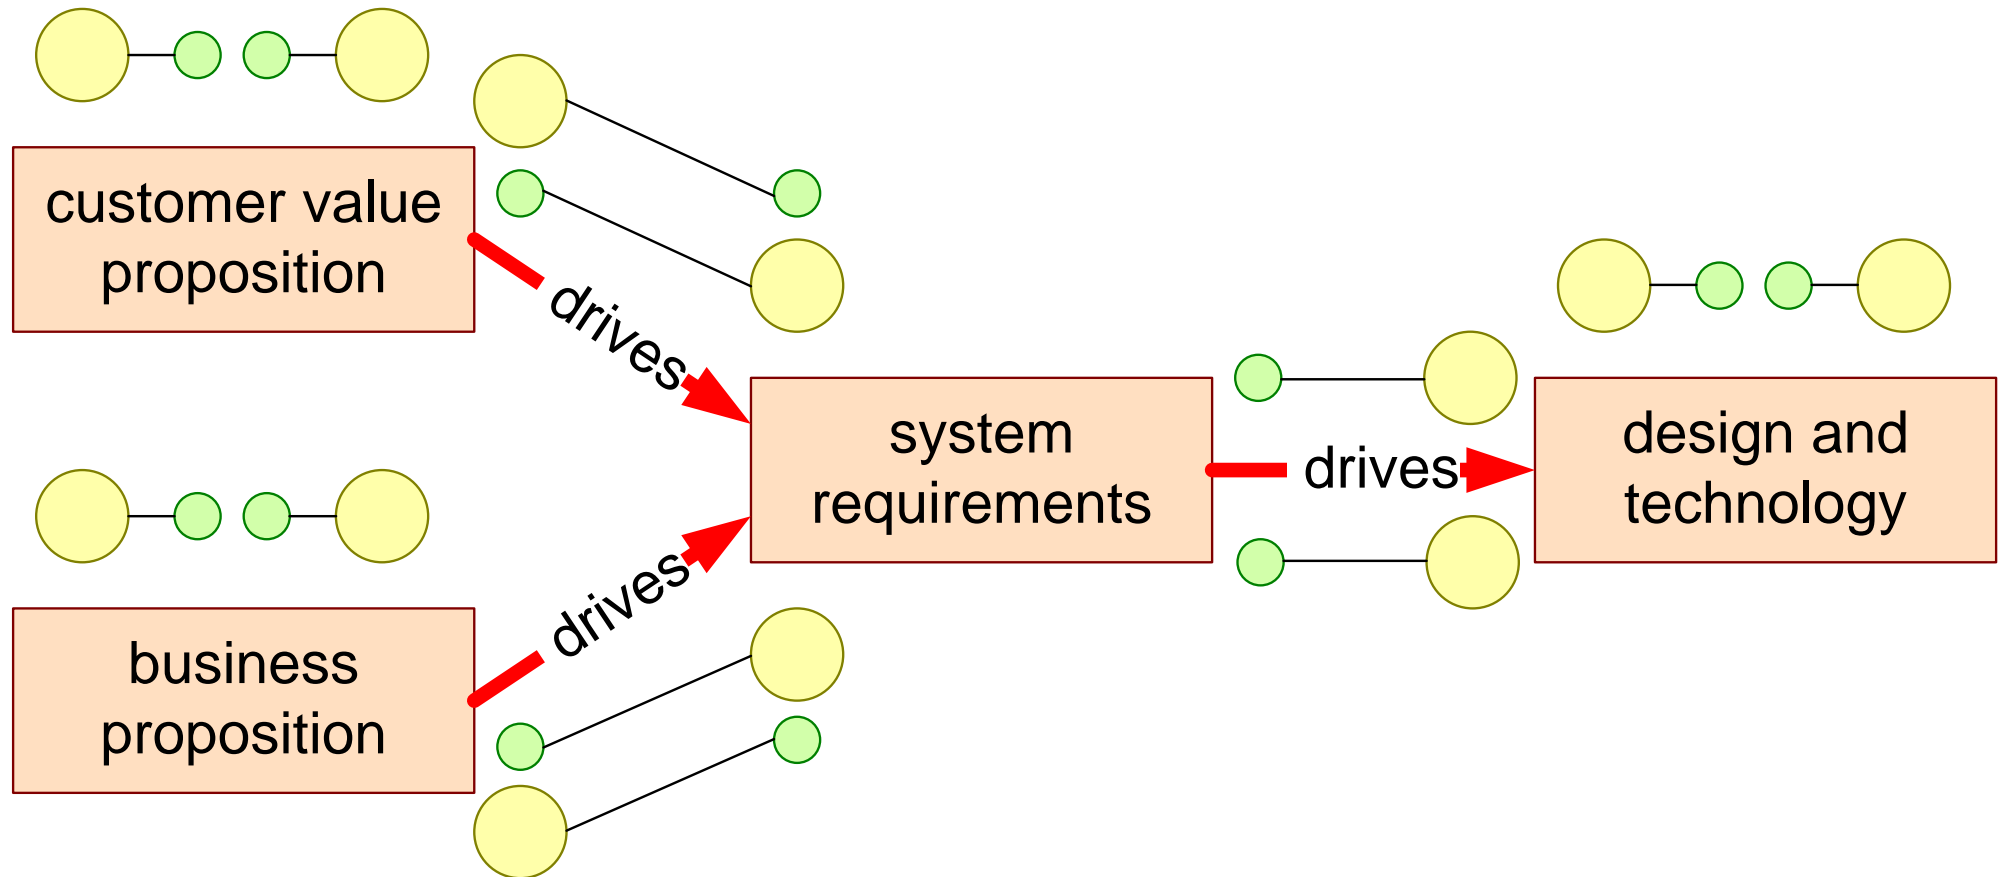 customer value
proposition
drives
system
requirements
drives
design and
technology
drives
business
proposition